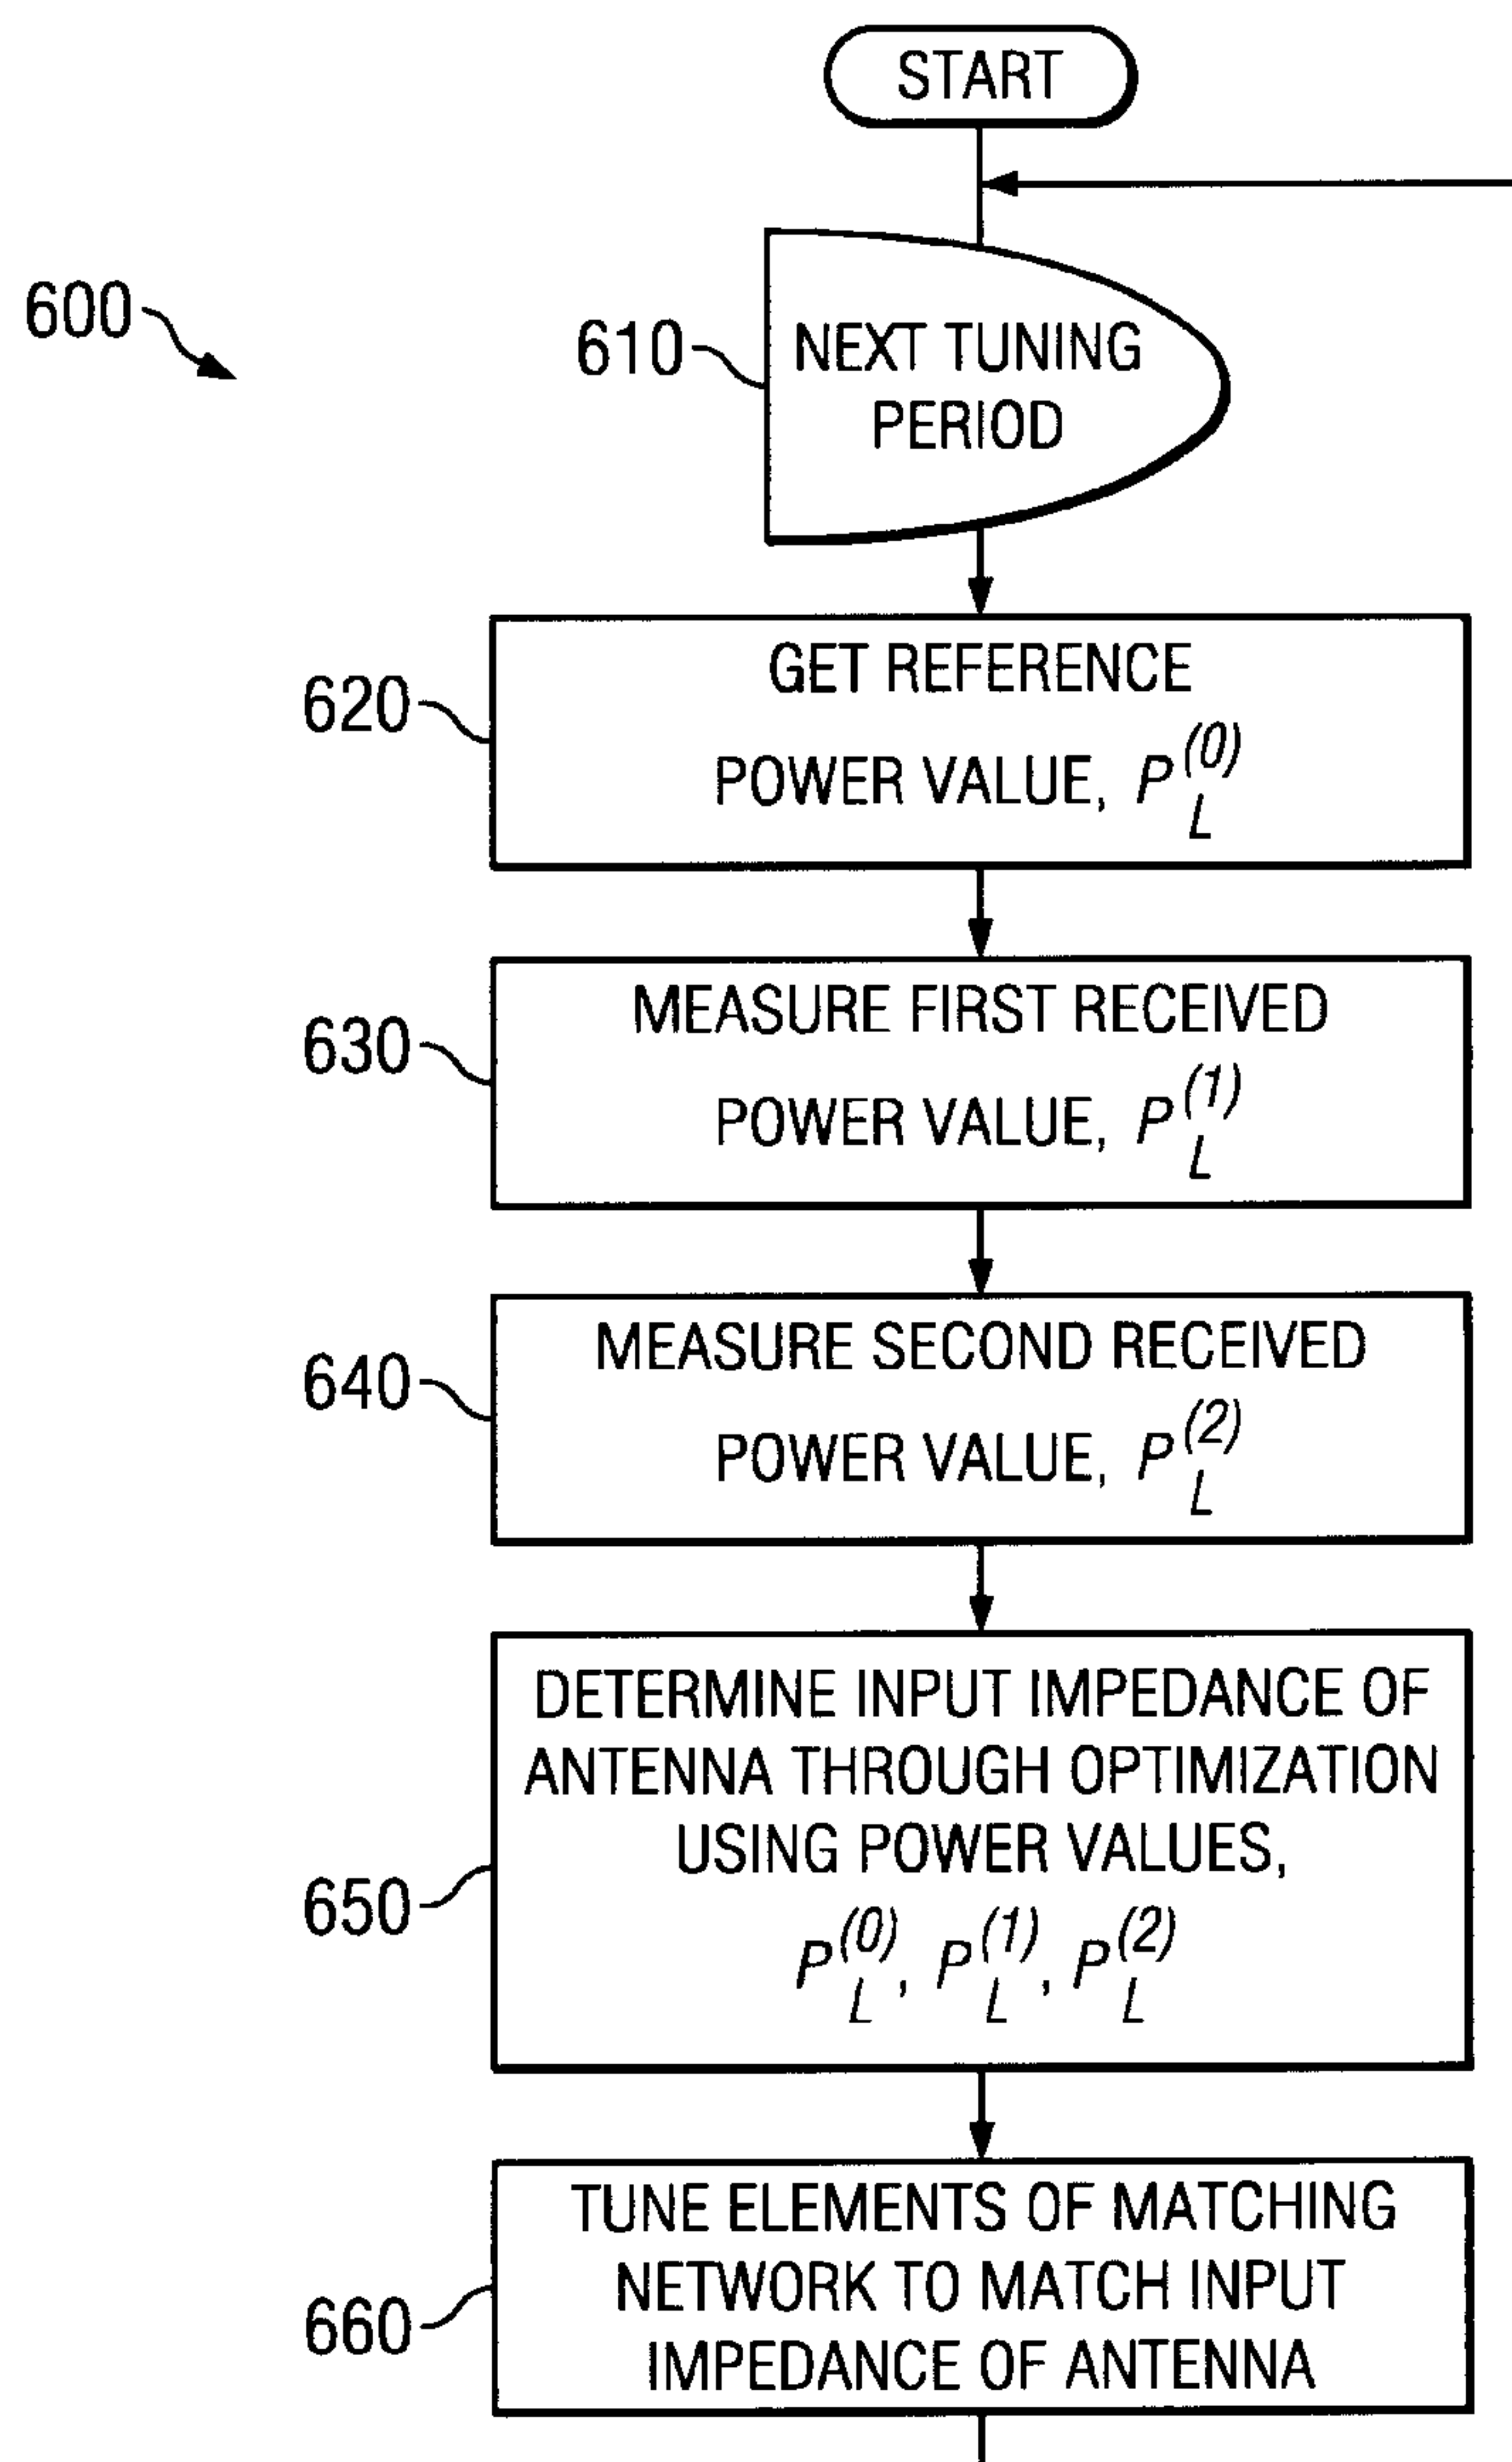 START
600
610
NEXT TUNING
PERIOD
620
GET REFERENCE
POWER VALUE, P_L^(0)
630
MEASURE FIRST RECEIVED
POWER VALUE, P_L^(1)
640
MEASURE SECOND RECEIVED
POWER VALUE, P_L^(2)
650
DETERMINE INPUT IMPEDANCE OF
ANTENNA THROUGH OPTIMIZATION
USING POWER VALUES,
P_L^(0), P_L^(1), P_L^(2)
660
TUNE ELEMENTS OF MATCHING
NETWORK TO MATCH INPUT
IMPEDANCE OF ANTENNA